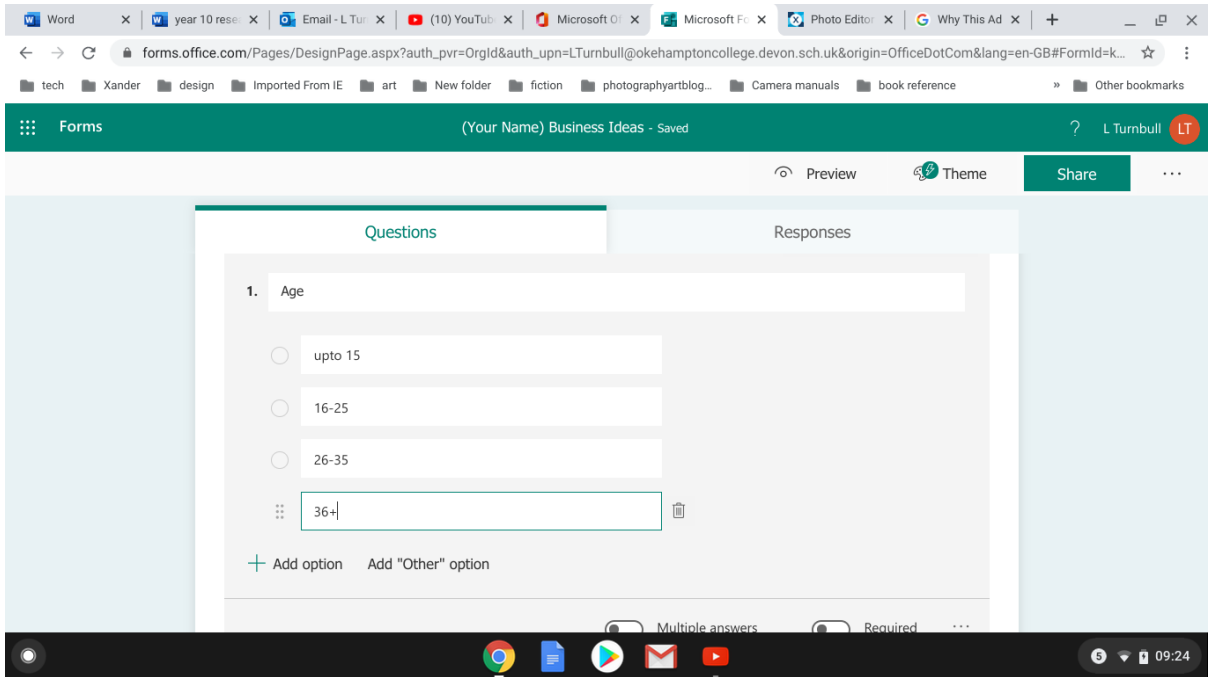 Word year 10 rese Email - L Tur (10) YouTub Microsoft Of Microsoft Fo Photo Editor Why This Ad
forms.office.com/Pages/DesignPage.aspx?auth_pvr=OrgId&auth_upn=LTurnbull@okehamptoncollege.devon.sch.uk&origin=OfficeDotCom&lang=en-GB#FormId=k...
tech Xander design Imported From IE art New folder fiction photographyartblog... Camera manuals book reference » Other bookmarks
Forms (Your Name) Business Ideas - Saved ? L Turnbull LT
Preview Theme Share ...
Questions Responses
1. Age
upto 15
16-25
26-35
36+
+ Add option Add "Other" option
Multiple answers Required ...
5 09:24